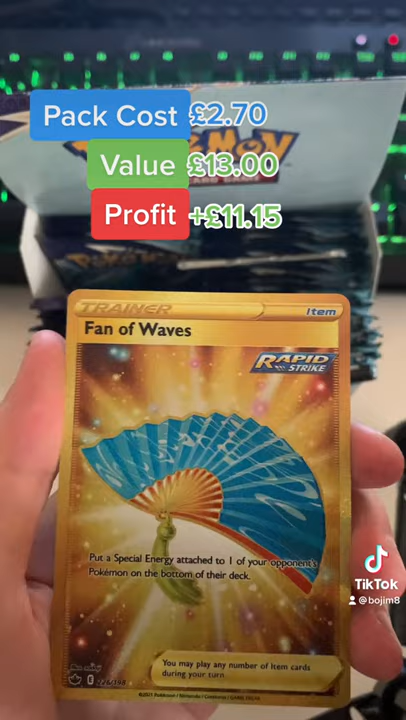 Pack Cost £2.70
POKéMON
Value £13.00
Profit +£11.15
TRAINER
Item
Fan of Waves
RAPID
STRIKE
Put a Special Energy attached to 1 of your opponent's
Pokémon on the bottom of their deck.
You may play any number of Item cards
during your turn.
TikTok
@bojim8